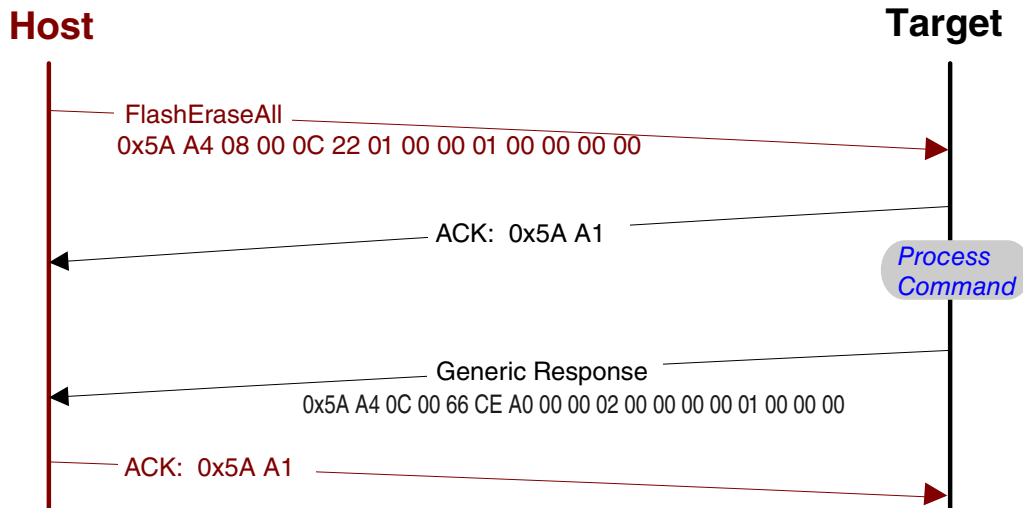 Host
Target
FlashEraseAll
0x5A A4 08 00 0C 22 01 00 00 01 00 00 00 00
ACK: 0x5A A1
Process
Command
Generic Response
0x5A A4 0C 00 66 CE A0 00 00 02 00 00 00 00 01 00 00 00
ACK: 0x5A A1